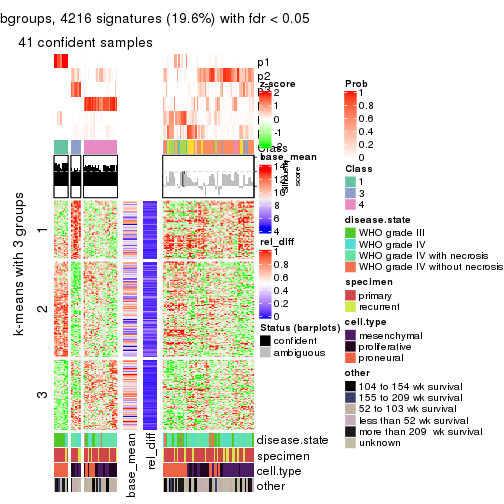 bgroups, 4216 signatures (19.6%) with fdr < 0.05
41 confident samples
p1
p2
z-score
2
1
0
-1
-2
Class
base_mean
14
12
10
8
6
4
Silhouette
score
rel_diff
1
0.8
0.6
0.4
0.2
0
Status (barplots)
confident
ambiguous
k-means with 3 groups
1
2
3
base_mean
rel_diff
disease.state
specimen
cell.type
other
Prob
1
0.8
0.6
0.4
0.2
0
Class
1
3
4
disease.state
WHO grade III
WHO grade IV
WHO grade IV with necrosis
WHO grade IV without necrosis
specimen
primary
recurrent
cell.type
mesenchymal
proliferative
proneural
other
104 to 154 wk survival
155 to 209 wk survival
52 to 103 wk survival
less than 52 wk survival
more than 209 wk survival
unknown